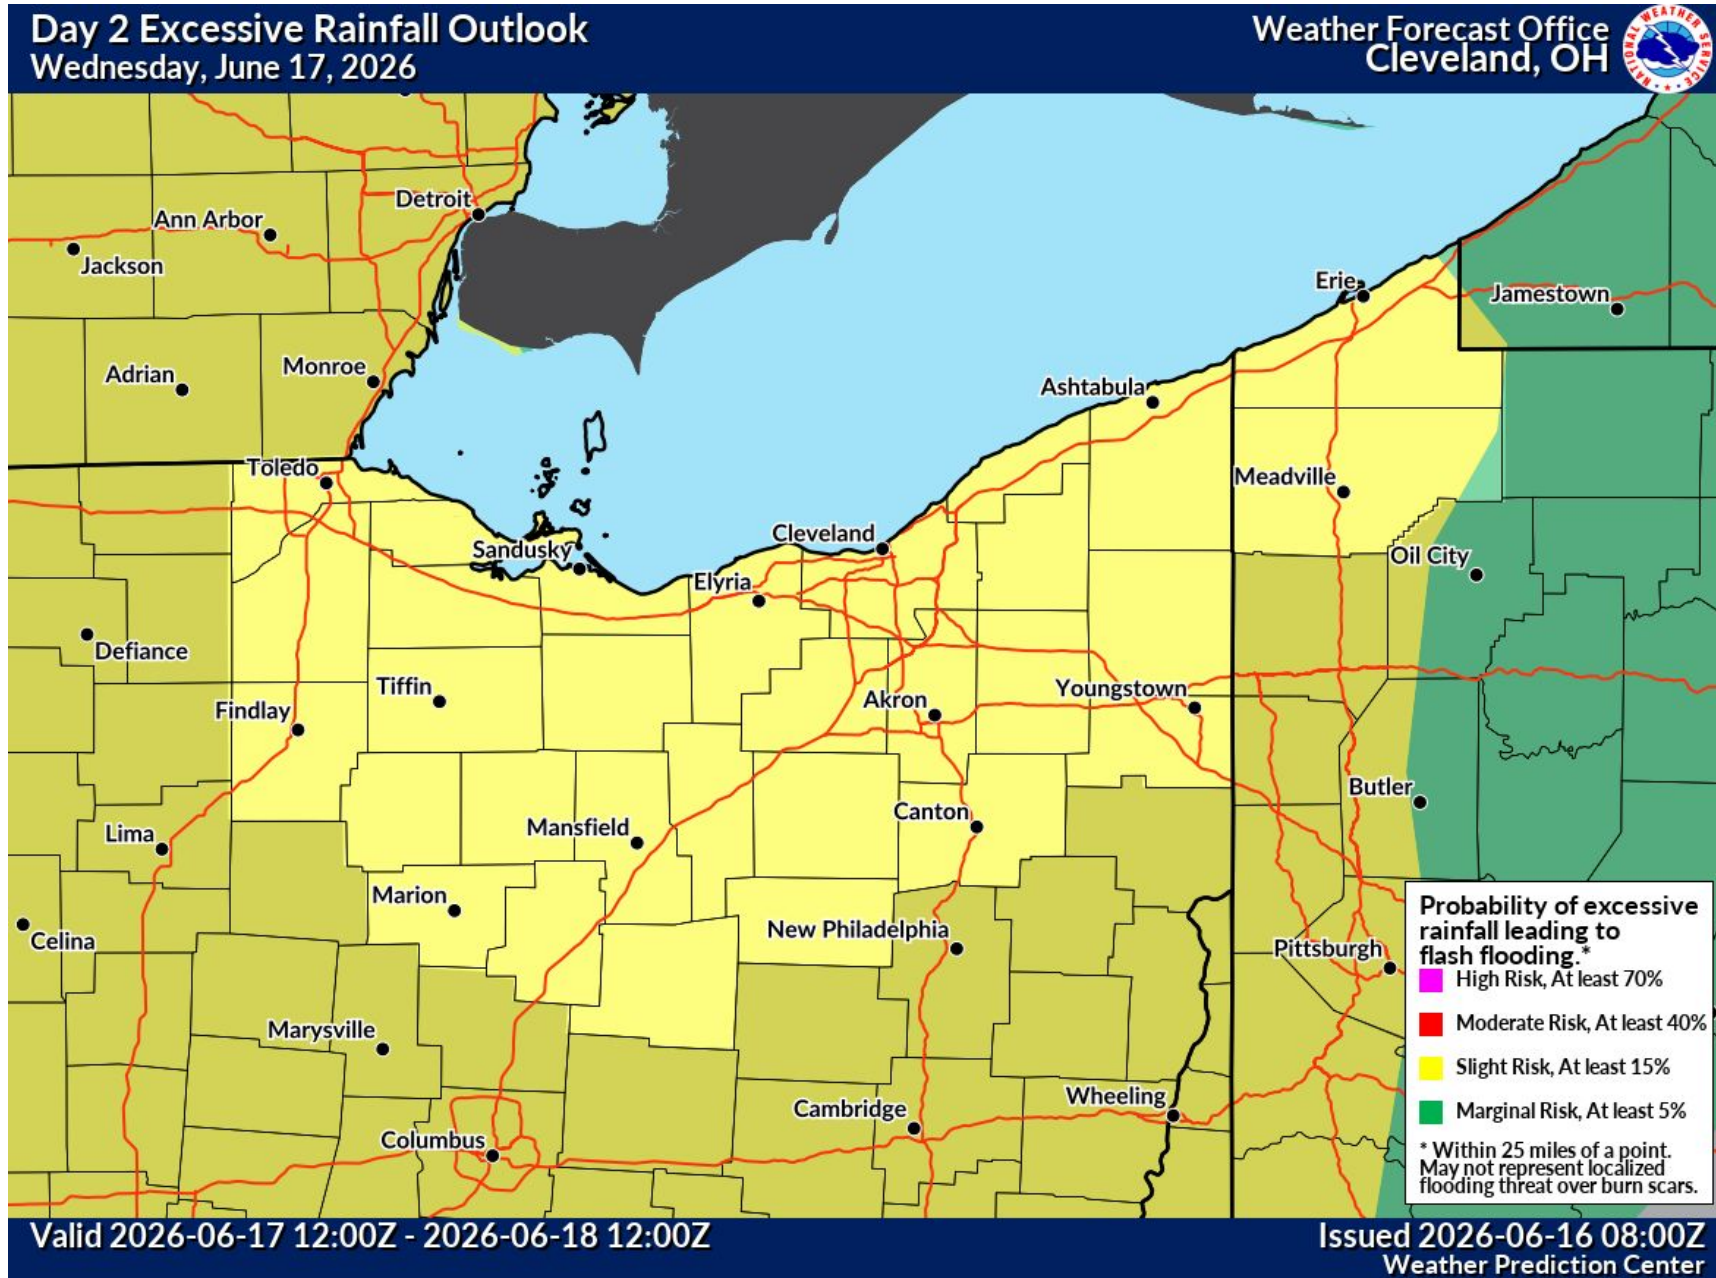 Day 2 Excessive Rainfall Outlook
Wednesday, June 17, 2026
Weather Forecast Office
Cleveland, OH
NATIONAL WEATHER SERVICE
Detroit
Ann Arbor
Jackson
Erie
Jamestown
Adrian
Monroe
Ashtabula
Toledo
Meadville
Cleveland
Sandusky
Oil City
Elyria
Defiance
Tiffin
Akron
Youngstown
Findlay
Butler
Canton
Lima
Mansfield
Marion
New Philadelphia
Celina
Pittsburgh
Marysville
Cambridge
Wheeling
Columbus
Probability of excessive
rainfall leading to
flash flooding.*
High Risk, At least 70%
Moderate Risk, At least 40%
Slight Risk, At least 15%
Marginal Risk, At least 5%
* Within 25 miles of a point.
May not represent localized
flooding threat over burn scars.
Valid 2026-06-17 12:00Z - 2026-06-18 12:00Z
Issued 2026-06-16 08:00Z
Weather Prediction Center